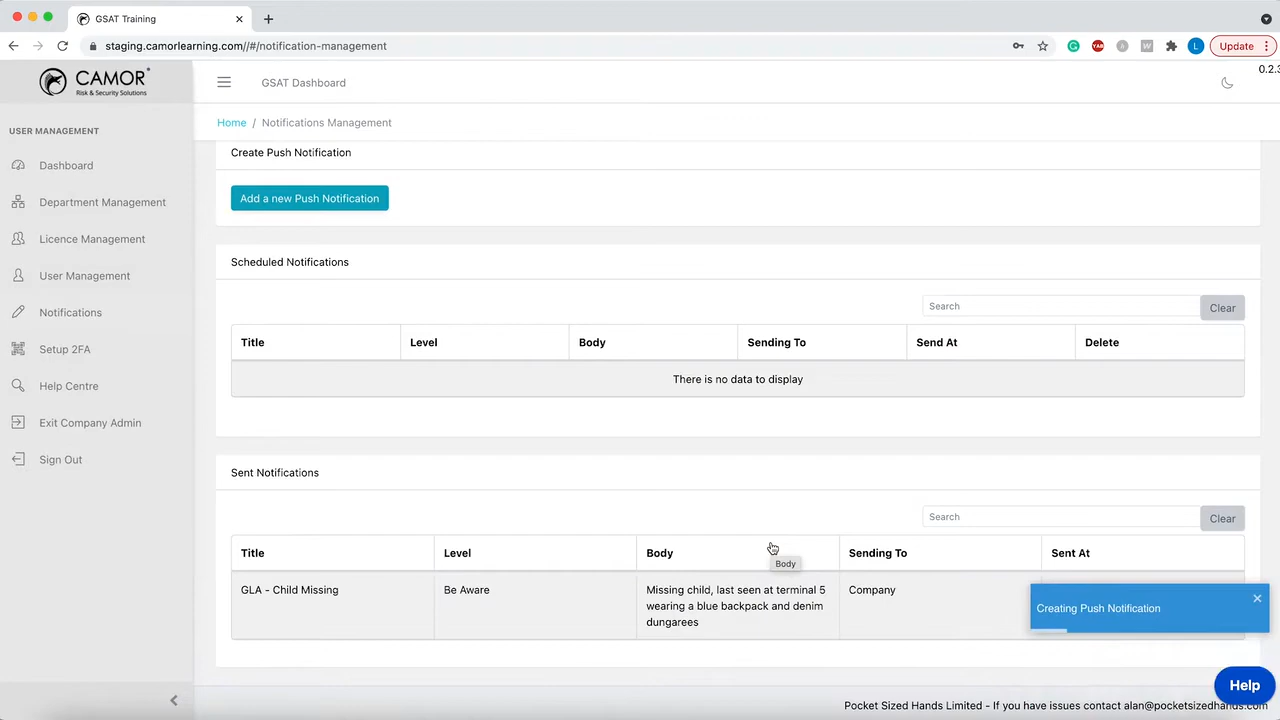 GSAT Training
staging.camorlearning.com//#/notification-management
Update
CAMOR
Risk & Security Solutions
GSAT Dashboard
0.2.3
USER MANAGEMENT
Dashboard
Department Management
Licence Management
User Management
Notifications
Setup 2FA
Help Centre
Exit Company Admin
Sign Out
Home / Notifications Management
Create Push Notification
Add a new Push Notification
Scheduled Notifications
Search
Clear
Title Level Body Sending To Send At Delete
There is no data to display
Sent Notifications
Search
Clear
Title Level Body Sending To Sent At
Body
GLA - Child Missing
Be Aware
Missing child, last seen at terminal 5
wearing a blue backpack and denim
dungarees
Company
Creating Push Notification
Help
Pocket Sized Hands Limited - If you have issues contact alan@pocketsizedhands.com